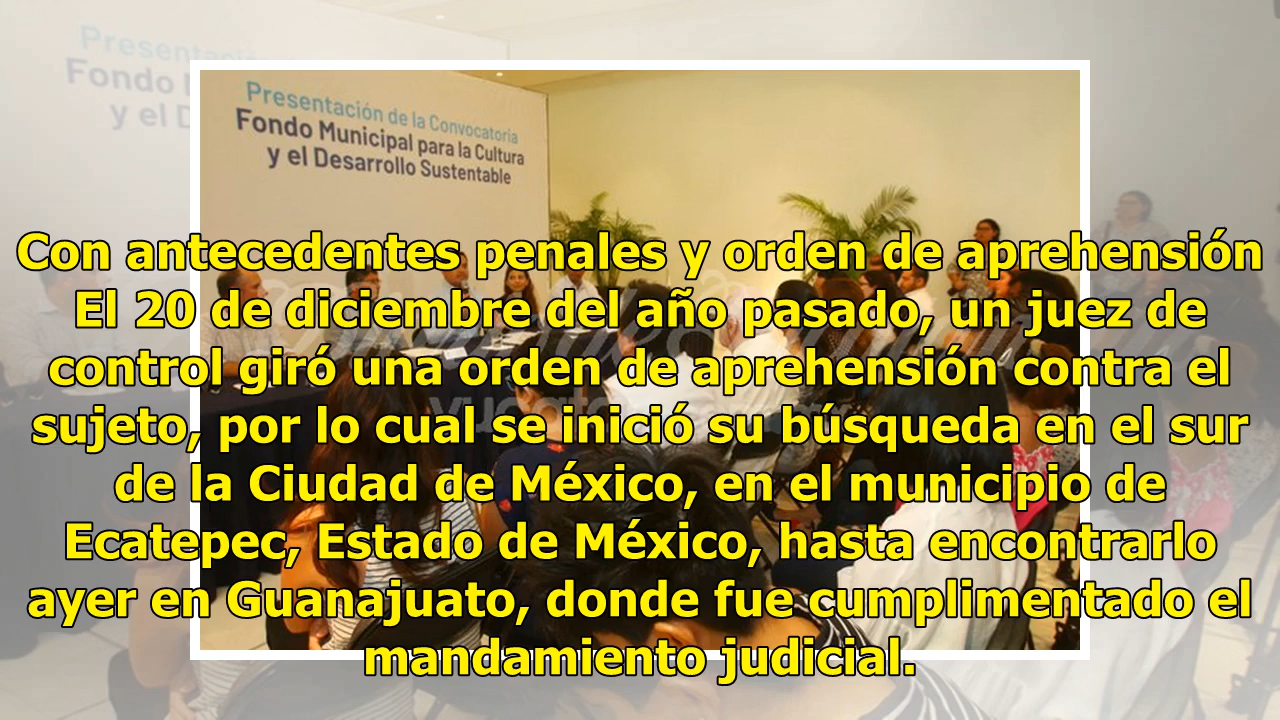 Presentación de la Convocatoria
Fondo Municipal para la Cultura
y el Desarrollo Sustentable
Con antecedentes penales y orden de aprehensión
El 20 de diciembre del año pasado, un juez de
control giró una orden de aprehensión contra el
sujeto, por lo cual se inició su búsqueda en el sur
de la Ciudad de México, en el municipio de
Ecatepec, Estado de México, hasta encontrarlo
ayer en Guanajuato, donde fue cumplimentado el
mandamiento judicial.